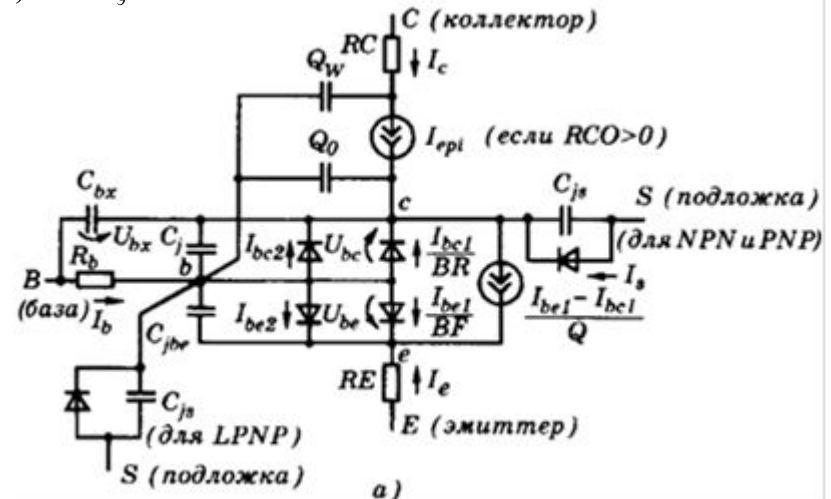 C (коллектор)
RC
I_c
Q_W
I_epi (если RCO>0)
Q_0
C_bx
c
C_js
S (подложка)
(для NPN и PNP)
U_bx
C_j
I_bc2
U_bc
I_bc1
BR
R_b
b
B
(база)
I_b
I_s
I_be2
U_be
I_be1
BF
I_be1 − I_bc1
Q
C_jbe
e
RE
I_e
C_js
(для LPNP)
E (эмиттер)
S (подложка)
а)